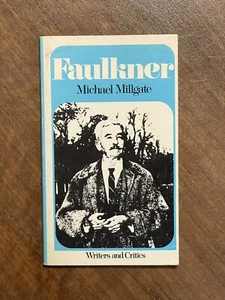 Faulkner
Michael Millgate
Writers and Critics